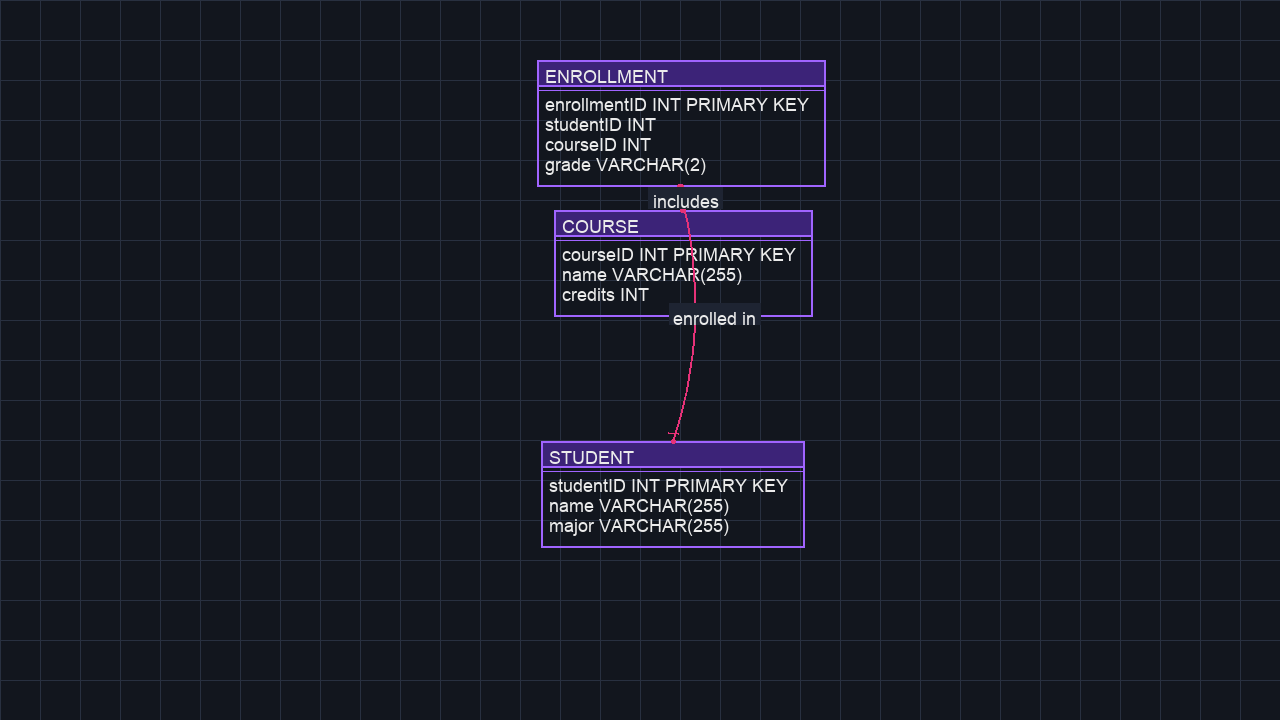 ENROLLMENT
enrollmentID INT PRIMARY KEY
studentID INT
courseID INT
grade VARCHAR(2)
includes
COURSE
courseID INT PRIMARY KEY
name VARCHAR(255)
credits INT
enrolled in
STUDENT
studentID INT PRIMARY KEY
name VARCHAR(255)
major VARCHAR(255)